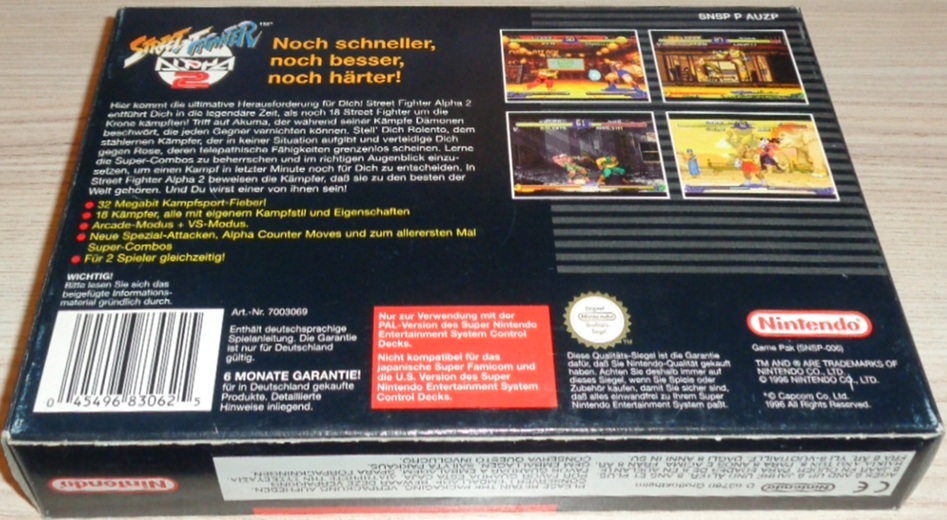 SNSP P AUZP
STREET FIGHTER™
ALPHA
2
Noch schneller,
noch besser,
noch härter!
Hier kommt die ultimative Herausforderung für Dich! Street Fighter Alpha 2
entführt Dich in die legendäre Zeit, als noch 18 Street Fighter um die
Krone kämpften! Triff auf Akuma, der während seiner Kämpfe Dämonen
beschwört, die jeden Gegner vernichten können. Stell' Dich Rolento, dem
stählernen Kämpfer, der in keiner Situation aufgibt und verteidige Dich
gegen Rose, deren telepathische Fähigkeiten grenzenlos scheinen. Lerne
die Super-Combos zu beherrschen und im richtigen Augenblick einzu-
setzen, um einen Kampf in letzter Minute noch für Dich zu entscheiden. In
Street Fighter Alpha 2 beweisen die Kämpfer, daß sie zu den besten der
Welt gehören. Und Du wirst einer von ihnen sein!
• 32 Megabit Kampfsport-Fieber!
• 18 Kämpfer, alle mit eigenem Kampfstil und Eigenschaften
• Arcade-Modus + VS-Modus.
• Neue Spezial-Attacken, Alpha Counter Moves und zum allerersten Mal
Super-Combos
• Für 2 Spieler gleichzeitig!
WICHTIG!
Bitte lesen Sie sich das
beigefügte Informations-
material gründlich durch.
0 45496 83062 5
Art.-Nr. 7003069
Enthält deutschsprachige
Spielanleitung. Die Garantie
ist nur für Deutschland
gültig.
6 MONATE GARANTIE!
für in Deutschland gekaufte
Produkte. Detaillierte
Hinweise inliegend.
Nur zur Verwendung mit der
PAL-Version des Super Nintendo
Entertainment System Control
Decks.
Nicht kompatibel für das
japanische Super Famicom und
die U.S. Version des Super
Nintendo Entertainment System
Control Decks.
Nintendo
Diese Qualitäts-Siegel ist die Garantie
dafür, daß Sie Nintendo-Qualität gekauft
haben. Achten Sie deshalb immer auf
dieses Siegel, wenn Sie Spiele oder
Zubehör kaufen, damit Sie sicher sind,
daß alles einwandfrei zu Ihrem Super
Nintendo Entertainment System paßt.
Nintendo®
Game Pak (SNSP-006)
TM AND ® ARE TRADEMARKS OF
NINTENDO CO., LTD.
© 1996 NINTENDO CO., LTD.
*© Capcom Co. Ltd.
1996 All Rights Reserved.
Nintendo
CE
D-63760 Großostheim